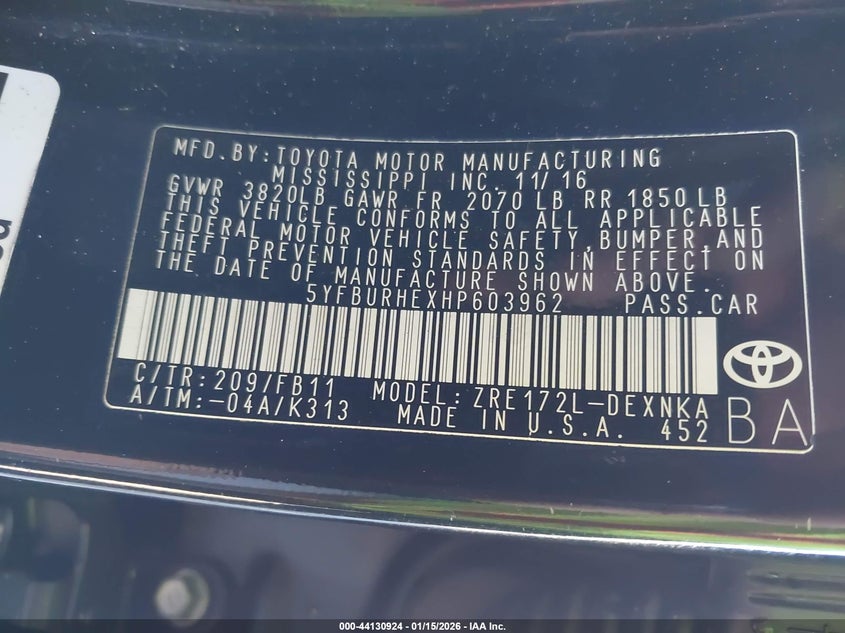 MFD.BY:TOYOTA MOTOR MANUFACTURING
MISSISSIPPI INC. 11/16
GVWR 3820LB GAWR FR 2070 LB RR 1850 LB
THIS VEHICLE CONFORMS TO ALL APPLICABLE
FEDERAL MOTOR VEHICLE SAFETY,BUMPER,AND
THEFT PREVENTION STANDARDS IN EFFECT ON
THE DATE OF MANUFACTURE SHOWN ABOVE.
5YFBURHEXHP603962 PASS.CAR
C/TR:209/FB11 MODEL:ZRE172L-DEXNKA
A/TM:-04A/K313 MADE IN U.S.A. 452 BA
000-44130924 - 01/15/2026 - IAA Inc.